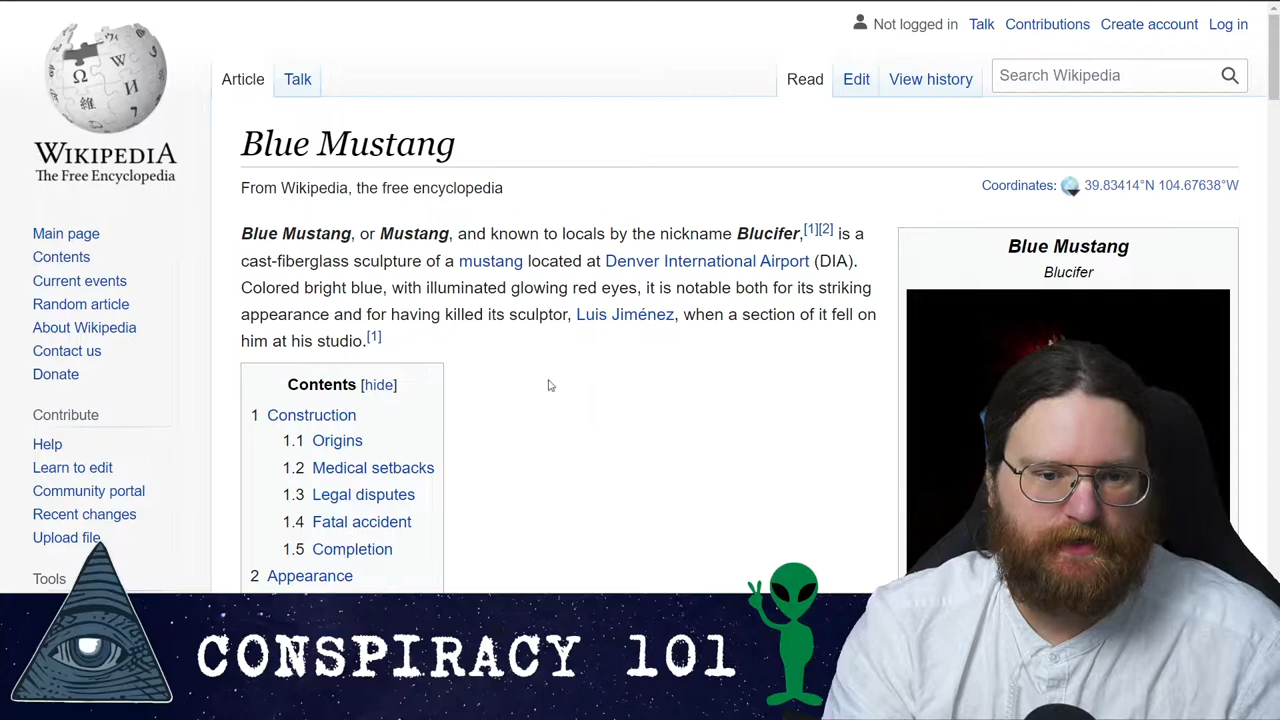 Not logged in Talk Contributions Create account Log in
Article Talk Read Edit View history Search Wikipedia
Ω W И 維 7
WIKIPEDIA
The Free Encyclopedia
Main page
Contents
Current events
Random article
About Wikipedia
Contact us
Donate
Contribute
Help
Learn to edit
Community portal
Recent changes
Upload file
Tools
Blue Mustang
From Wikipedia, the free encyclopedia
Coordinates: 39.83414°N 104.67638°W
Blue Mustang, or Mustang, and known to locals by the nickname Blucifer,[1][2] is a
cast-fiberglass sculpture of a mustang located at Denver International Airport (DIA).
Colored bright blue, with illuminated glowing red eyes, it is notable both for its striking
appearance and for having killed its sculptor, Luis Jiménez, when a section of it fell on
him at his studio.[1]
Contents [hide]
1 Construction
1.1 Origins
1.2 Medical setbacks
1.3 Legal disputes
1.4 Fatal accident
1.5 Completion
2 Appearance
Blue Mustang
Blucifer
CONSPIRACY 101